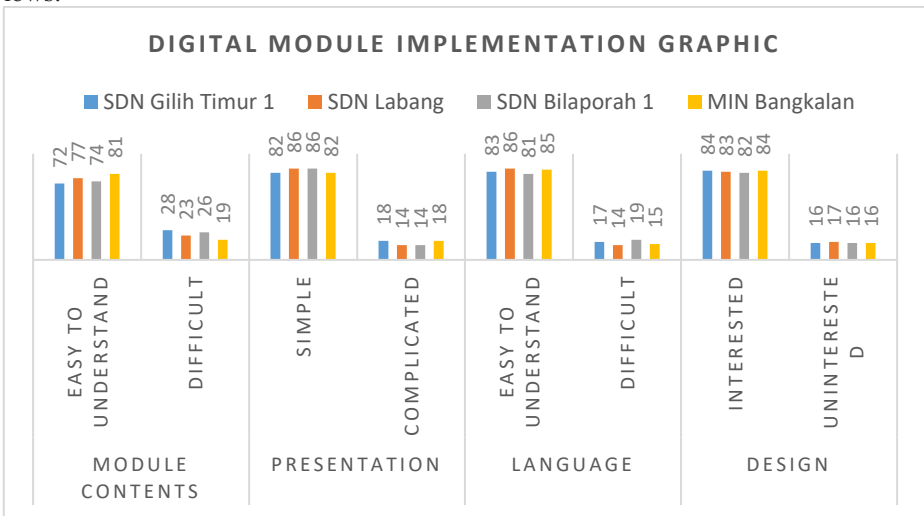 DIGITAL MODULE IMPLEMENTATION GRAPHIC
SDN Gilih Timur 1 SDN Labang SDN Bilaporah 1 MIN Bangkalan
72 77 74 81
28 23 26 19
82 86 86 82
18 14 14 18
83 86 81 85
17 14 19 15
84 83 82 84
16 17 16 16
EASY TO
UNDERSTAND
DIFFICULT
SIMPLE
COMPLICATED
EASY TO
UNDERSTAND
DIFFICULT
INTERESTED
UNINTERESTE
D
MODULE
CONTENTS
PRESENTATION
LANGUAGE
DESIGN